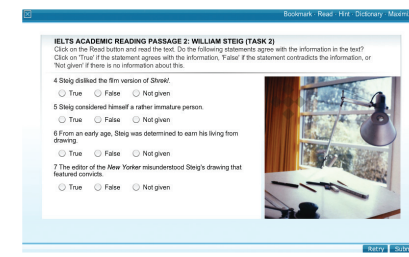 Bookmark Read Hint Dictionary Maximi
IELTS ACADEMIC READING PASSAGE 2: WILLIAM STEIG (TASK 2)
Click on the Read button and read the text. Do the following statements agree with the information in the text?
Click on 'True' if the statement agrees with the information, 'False' if the statement contradicts the information, or
'Not given' if there is no information about this.
4 Steig disliked the film version of Shrek!.
True False Not given
5 Steig considered himself a rather immature person.
True False Not given
6 From an early age, Steig was determined to earn his living from
drawing.
True False Not given
7 The editor of the New Yorker misunderstood Steig's drawing that
featured convicts.
True False Not given
Retry Subm